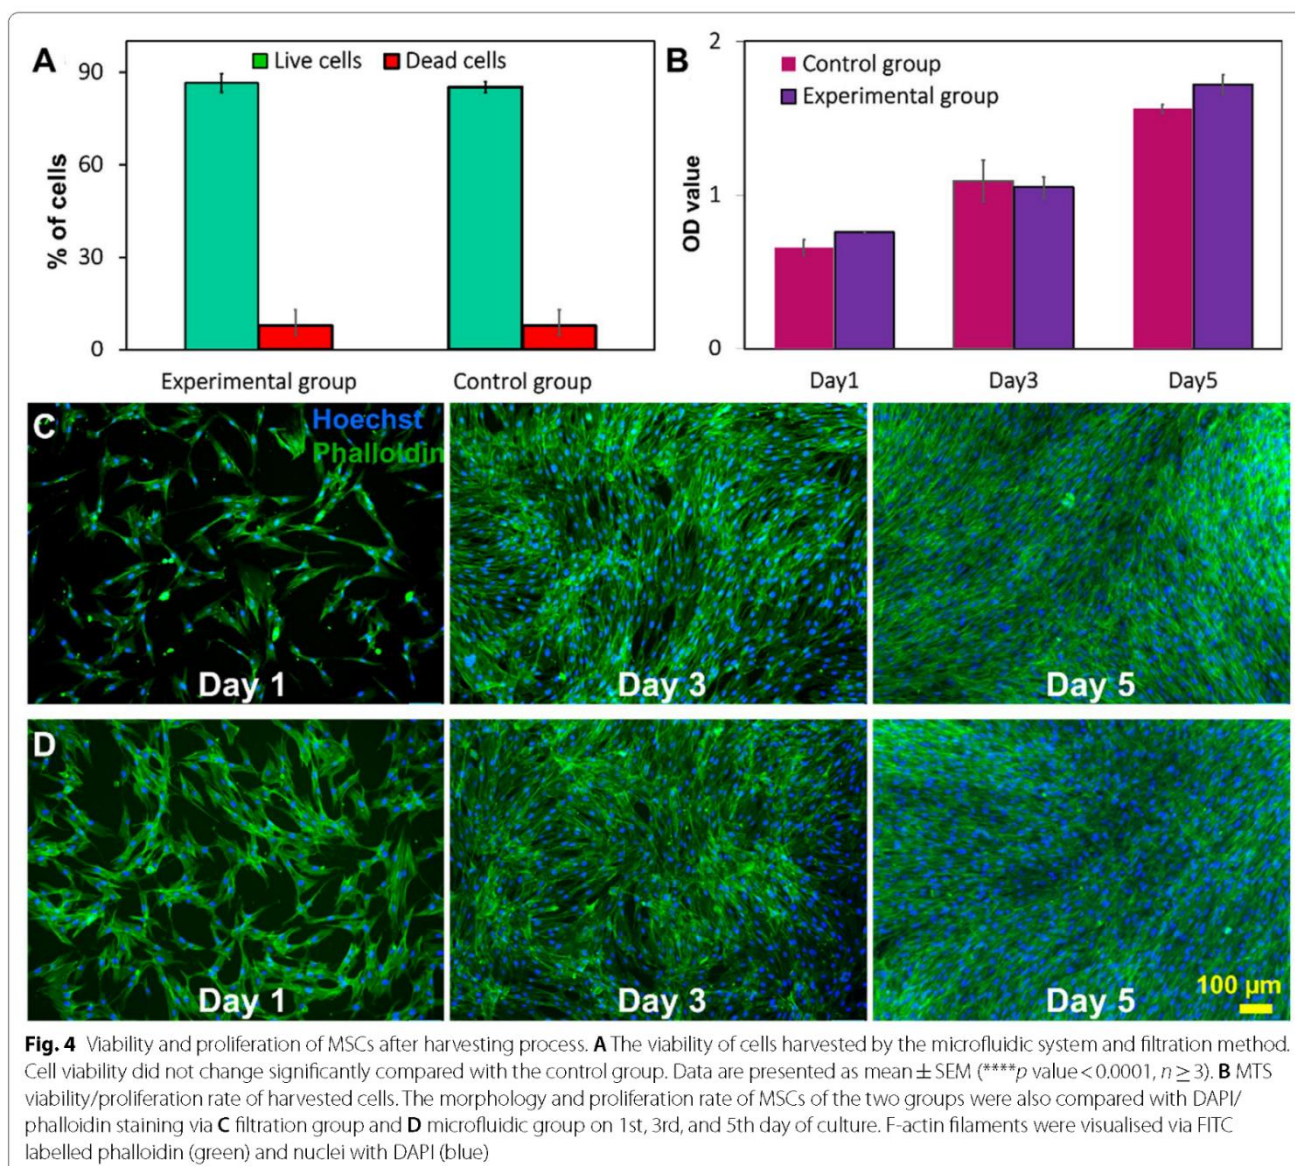 A
Live cells
Dead cells
90
60
30
0
% of cells
Experimental group
Control group
B
Control group
Experimental group
2
1
0
OD value
Day1
Day3
Day5
C
Hoechst
Phalloidin
Day 1
Day 3
Day 5
D
Day 1
Day 3
Day 5
100 µm
Fig. 4 Viability and proliferation of MSCs after harvesting process. A The viability of cells harvested by the microfluidic system and filtration method.
Cell viability did not change significantly compared with the control group. Data are presented as mean ± SEM (****p value < 0.0001, n ≥ 3). B MTS
viability/proliferation rate of harvested cells. The morphology and proliferation rate of MSCs of the two groups were also compared with DAPI/
phalloidin staining via C filtration group and D microfluidic group on 1st, 3rd, and 5th day of culture. F-actin filaments were visualised via FITC
labelled phalloidin (green) and nuclei with DAPI (blue)